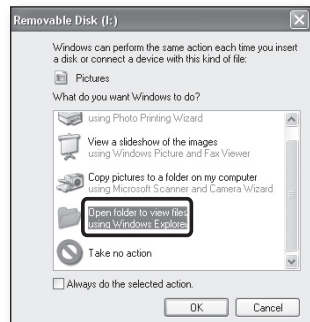 Removable Disk (I:)
Windows can perform the same action each time you insert
a disk or connect a device with this kind of file:
Pictures
What do you want Windows to do?
using Photo Printing Wizard
View a slideshow of the images
using Windows Picture and Fax Viewer
Copy pictures to a folder on my computer
using Microsoft Scanner and Camera Wizard
Open folder to view files
using Windows Explorer
Take no action
Always do the selected action.
OK
Cancel